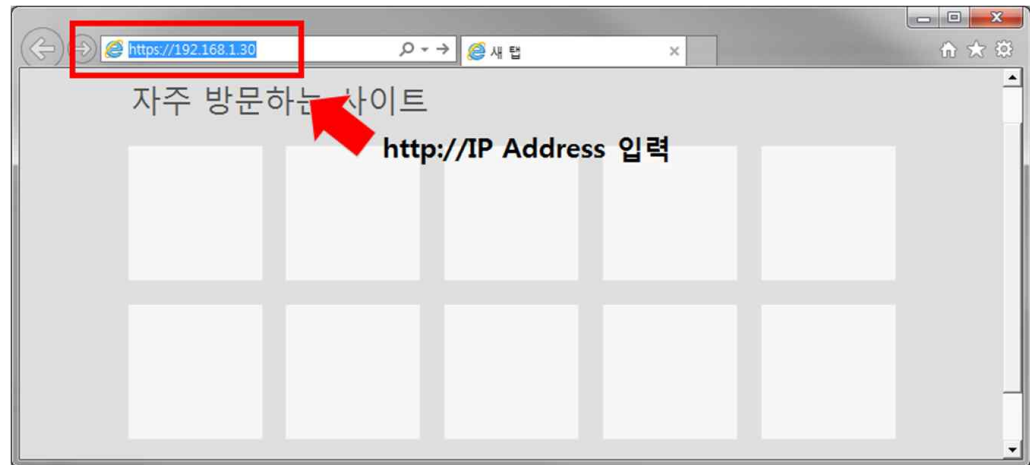 https://192.168.1.30
새 탭
자주 방문하는 사이트
http://IP Address 입력